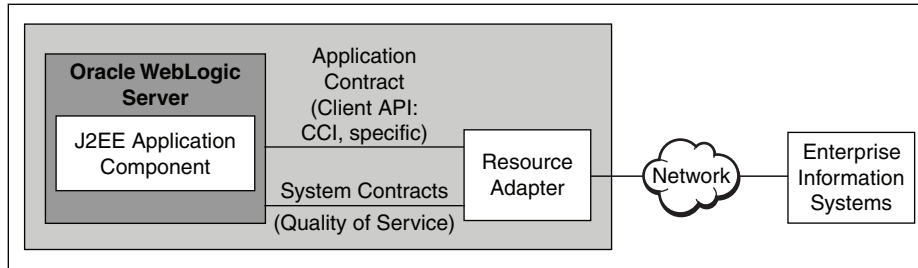 Oracle WebLogic
Server
J2EE Application
Component
Application
Contract
(Client API:
CCI, specific)
System Contracts
(Quality of Service)
Resource
Adapter
Network
Enterprise
Information
Systems